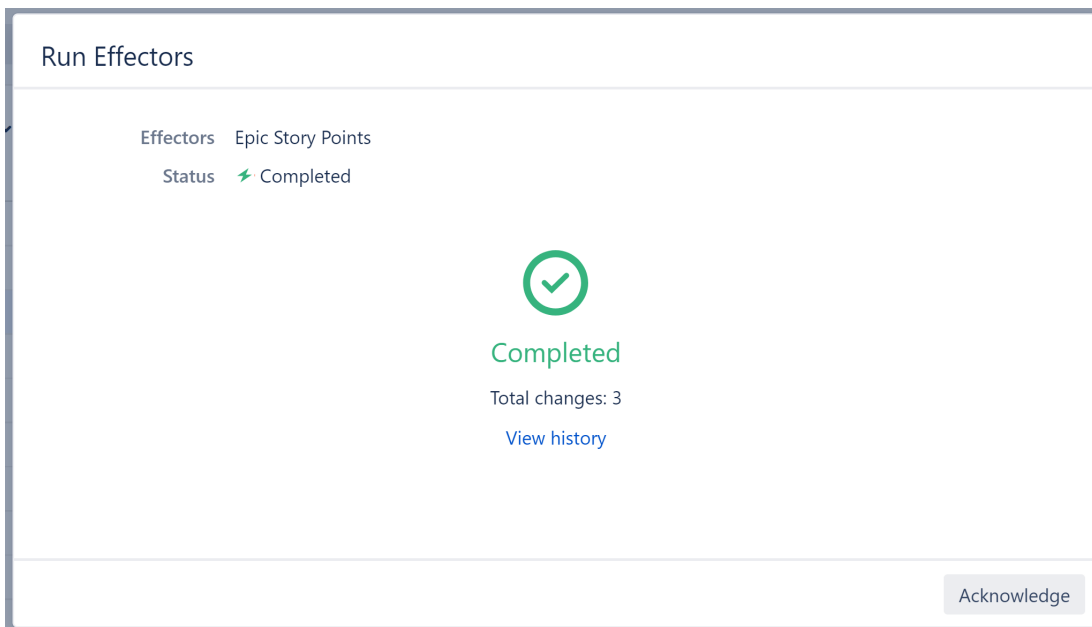 Run Effectors
Effectors Epic Story Points
Status Completed
Completed
Total changes: 3
View history
Acknowledge